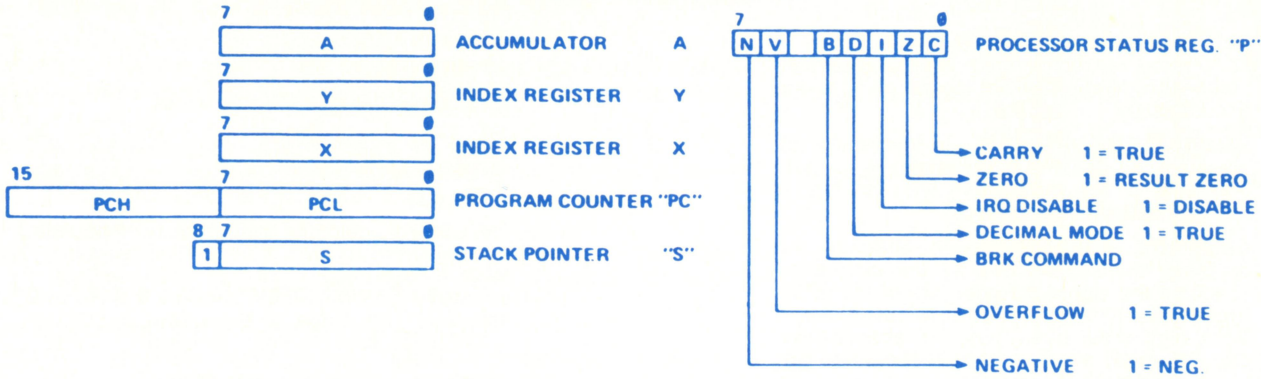 7 0
A ACCUMULATOR A
7 0
Y INDEX REGISTER Y
7 0
X INDEX REGISTER X
15 7 0
PCH PCL PROGRAM COUNTER "PC"
8 7 0
1 S STACK POINTER "S"
7 0
N V B D I Z C PROCESSOR STATUS REG. "P"
CARRY 1 = TRUE
ZERO 1 = RESULT ZERO
IRQ DISABLE 1 = DISABLE
DECIMAL MODE 1 = TRUE
BRK COMMAND
OVERFLOW 1 = TRUE
NEGATIVE 1 = NEG.